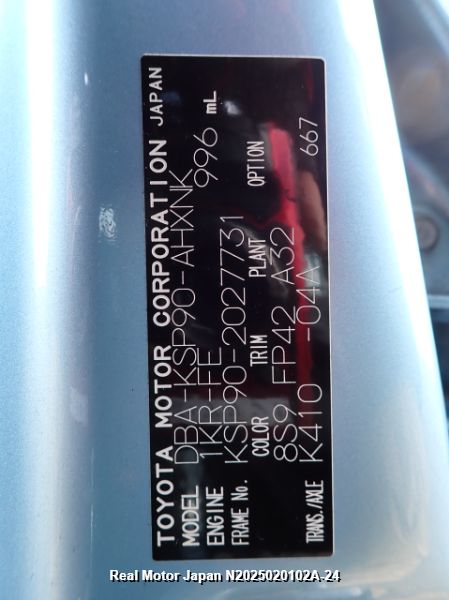 TOYOTA MOTOR CORPORATION JAPAN
MODEL DBA-KSP90-AHXNK
ENGINE 1KR-FE 996 mL
FRAME No. KSP90-2027731
COLOR TRIM PLANT OPTION
8S9 FP42 A32
TRANS./AXLE K410 -04A 667
Real Motor Japan N2025020102A-24